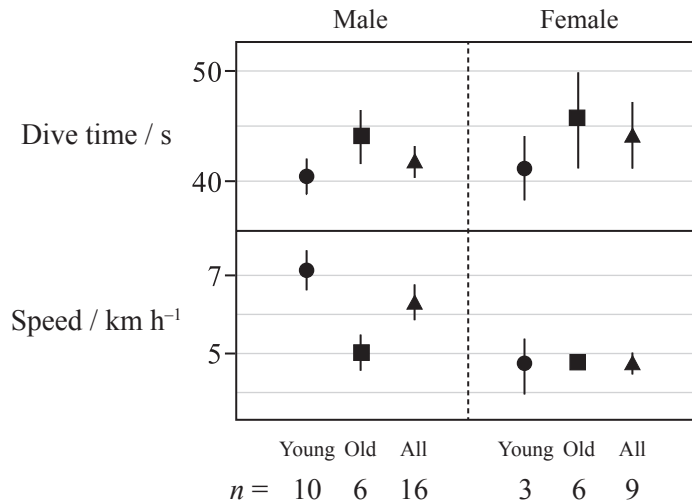 Male Female
50
Dive time / s
40
7
Speed / km h⁻¹
5
Young Old All Young Old All
n = 10 6 16 3 6 9